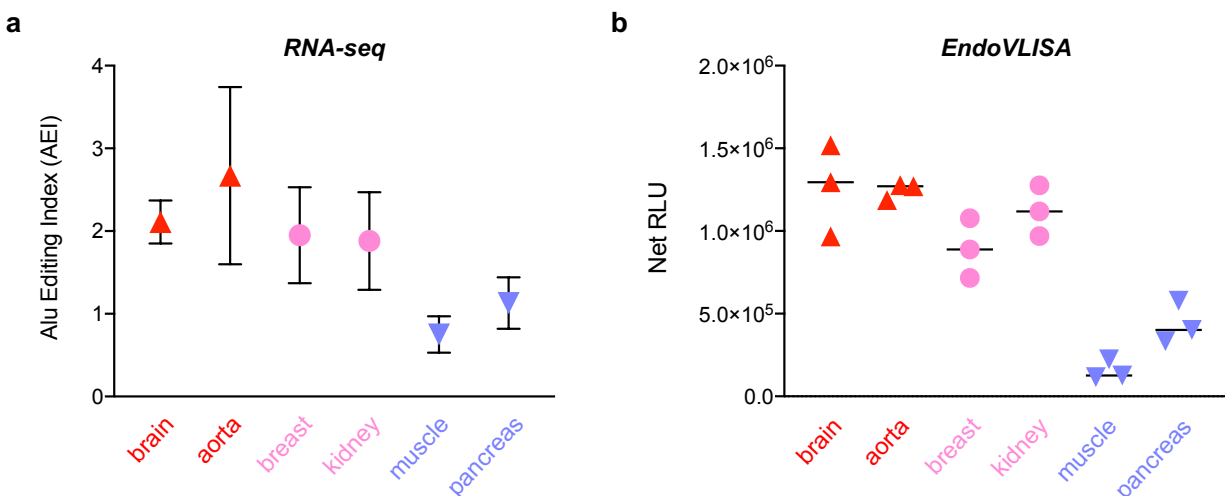 a
RNA-seq
Alu Editing Index (AEI)
4
3
2
1
0
brain
aorta
breast
kidney
muscle
pancreas
b
EndoVLISA
Net RLU
2.0×10⁶
1.5×10⁶
1.0×10⁶
5.0×10⁵
0.0
brain
aorta
breast
kidney
muscle
pancreas